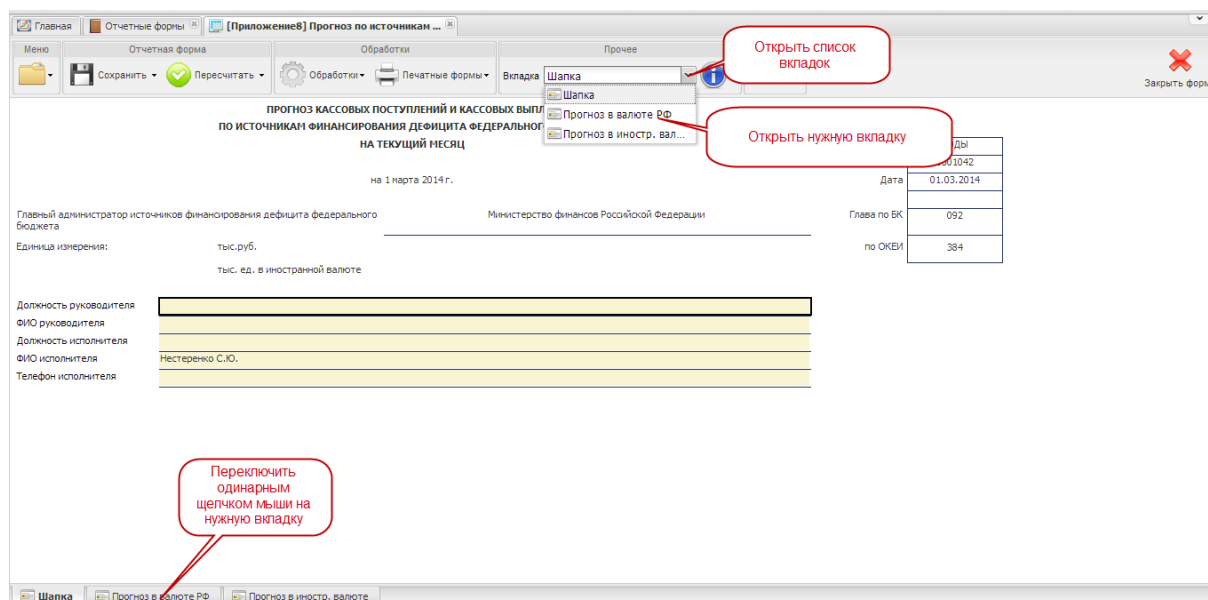 Главная
Отчетные формы
[Приложение8] Прогноз по источникам ...
Меню
Отчетная форма
Обработки
Прочее
Сохранить
Пересчитать
Обработки
Печатные формы
Вкладка
Шапка
Закрыть форм
Открыть список
вкладок
Шапка
Прогноз в валюте РФ
Прогноз в иностр. вал...
Открыть нужную вкладку
ПРОГНОЗ КАССОВЫХ ПОСТУПЛЕНИЙ И КАССОВЫХ ВЫПЛ
ПО ИСТОЧНИКАМ ФИНАНСИРОВАНИЯ ДЕФИЦИТА ФЕДЕРАЛЬНОГ
НА ТЕКУЩИЙ МЕСЯЦ
ДЫ
01042
на 1 марта 2014 г.
Дата
01.03.2014
Главный администратор источников финансирования дефицита федерального
бюджета
Министерство финансов Российской Федерации
Глава по БК
092
Единица измерения:
тыс.руб.
по ОКЕИ
384
тыс. ед. в иностранной валюте
Должность руководителя
ФИО руководителя
Должность исполнителя
ФИО исполнителя
Нестеренко С.Ю.
Телефон исполнителя
Переключить
одинарным
щелчком мыши на
нужную вкладку
Шапка
Прогноз в валюте РФ
Прогноз в иностр. валюте